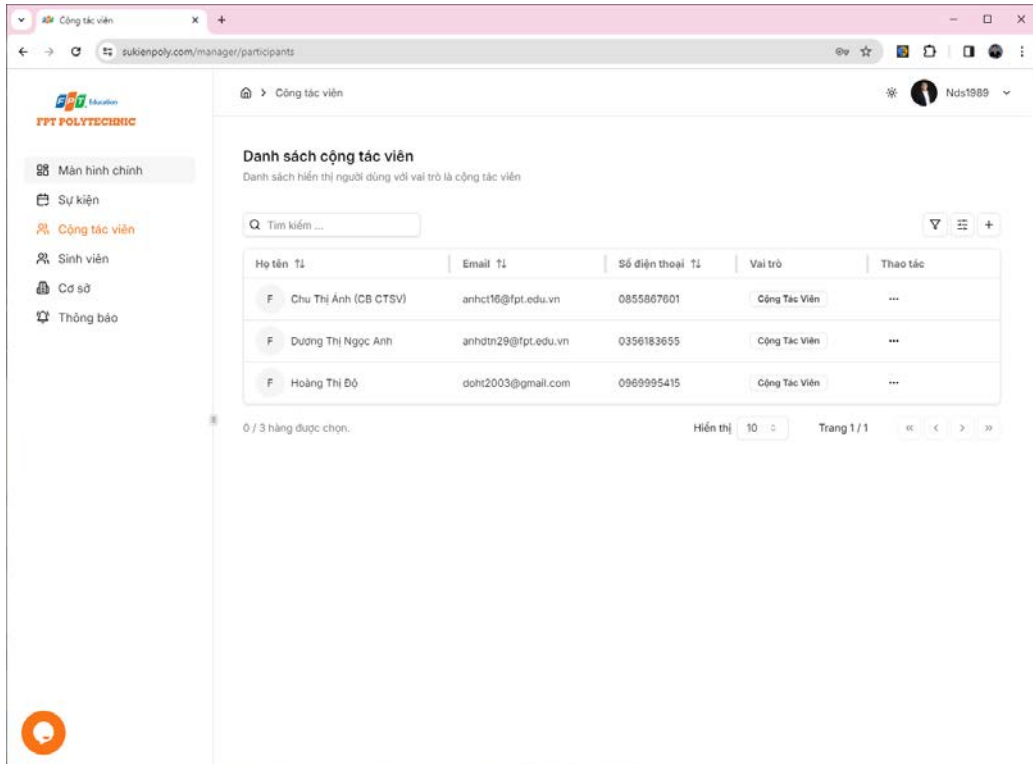 Cộng tác viên
sukienpoly.com/manager/participants
FPT Education
FPT POLYTECHNIC
Cộng tác viên
Nds1989
Màn hình chính
Sự kiện
Cộng tác viên
Sinh viên
Cơ sở
Thông báo
Danh sách cộng tác viên
Danh sách hiển thị người dùng với vai trò là cộng tác viên
Tìm kiếm ...
Họ tên Email Số điện thoại Vai trò Thao tác
F Chu Thị Ánh (CB CTSV) anhct16@fpt.edu.vn 0855867601 Cộng Tác Viên ...
F Dương Thị Ngọc Anh anhdtn29@fpt.edu.vn 0356183655 Cộng Tác Viên ...
F Hoàng Thị Độ doht2003@gmail.com 0969995415 Cộng Tác Viên ...
0 / 3 hàng được chọn. Hiển thị 10 Trang 1 / 1